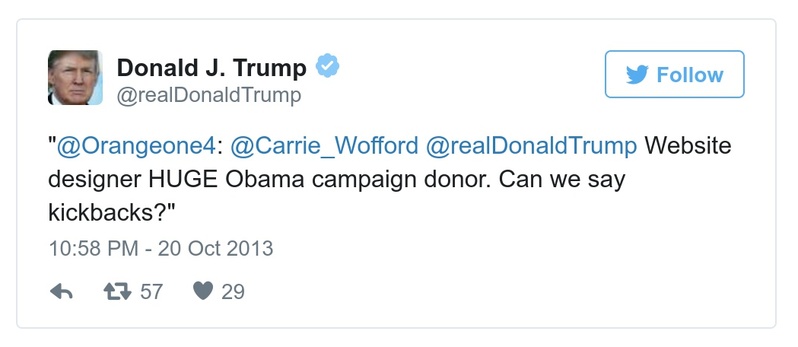 Donald J. Trump
@realDonaldTrump
Follow
"@Orangeone4: @Carrie_Wofford @realDonaldTrump Website
designer HUGE Obama campaign donor. Can we say
kickbacks?"
10:58 PM - 20 Oct 2013
57 29